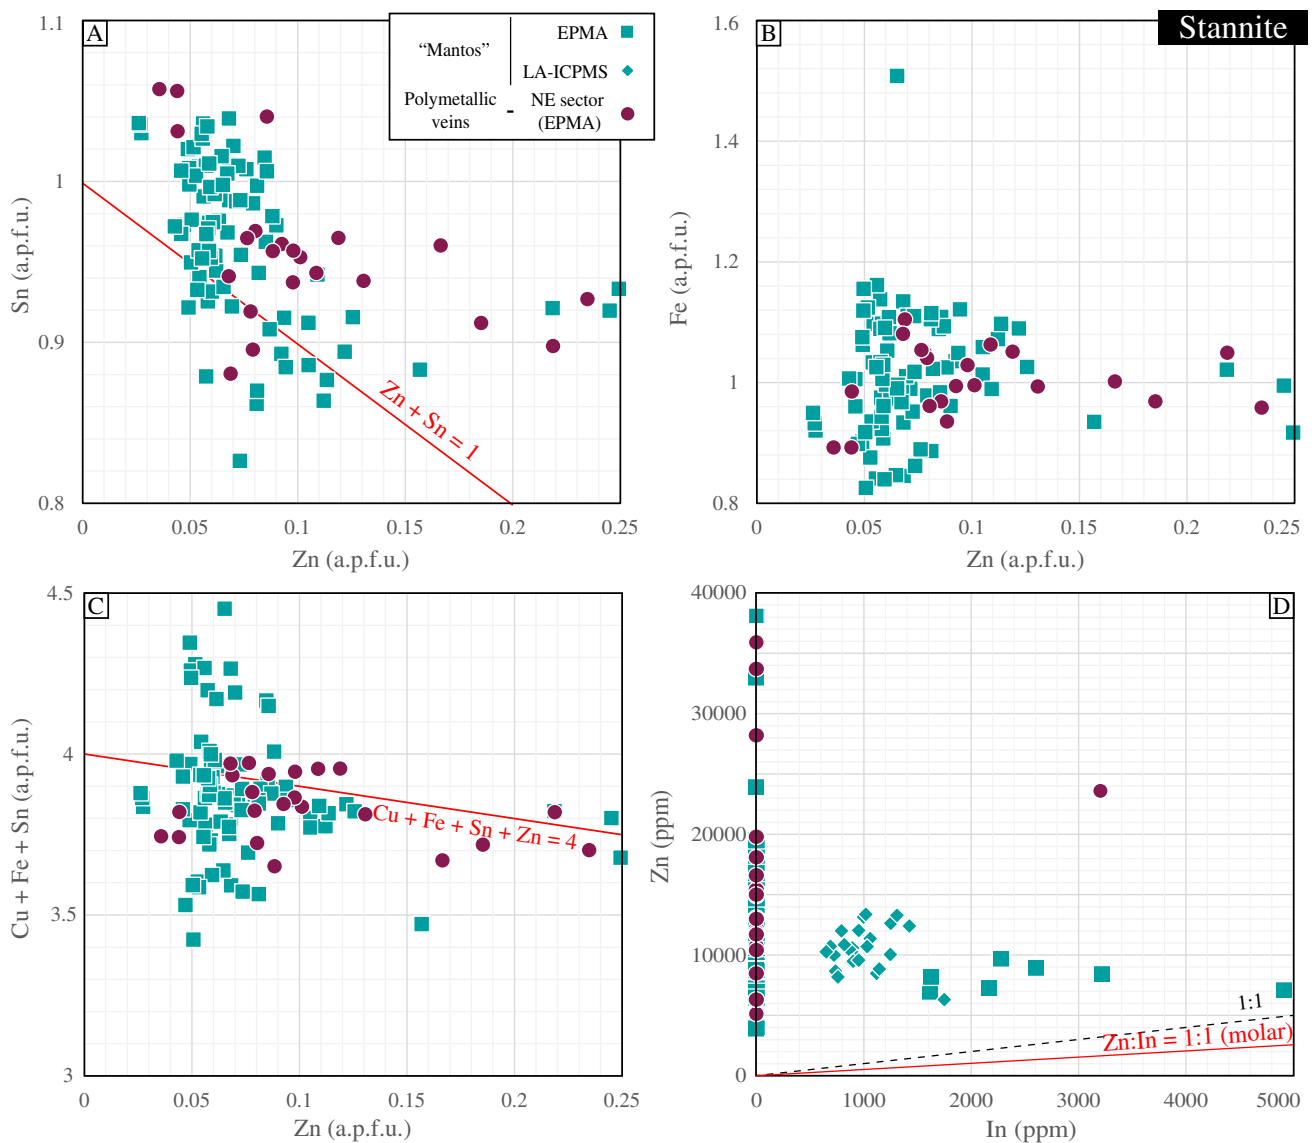 Stannite
A
"Mantos"
EPMA
LA-ICPMS
Polymetallic
veins
-
NE sector
(EPMA)
1.1
1
0.9
0.8
Sn (a.p.f.u.)
Zn + Sn = 1
0
0.05
0.1
0.15
0.2
0.25
Zn (a.p.f.u.)
B
1.6
1.4
1.2
1
0.8
Fe (a.p.f.u.)
0
0.05
0.1
0.15
0.2
0.25
Zn (a.p.f.u.)
C
4.5
4
3.5
3
Cu + Fe + Sn (a.p.f.u.)
Cu + Fe + Sn + Zn = 4
0
0.05
0.1
0.15
0.2
0.25
Zn (a.p.f.u.)
D
40000
30000
20000
10000
0
Zn (ppm)
1:1
Zn:In = 1:1 (molar)
0
1000
2000
3000
4000
5000
In (ppm)